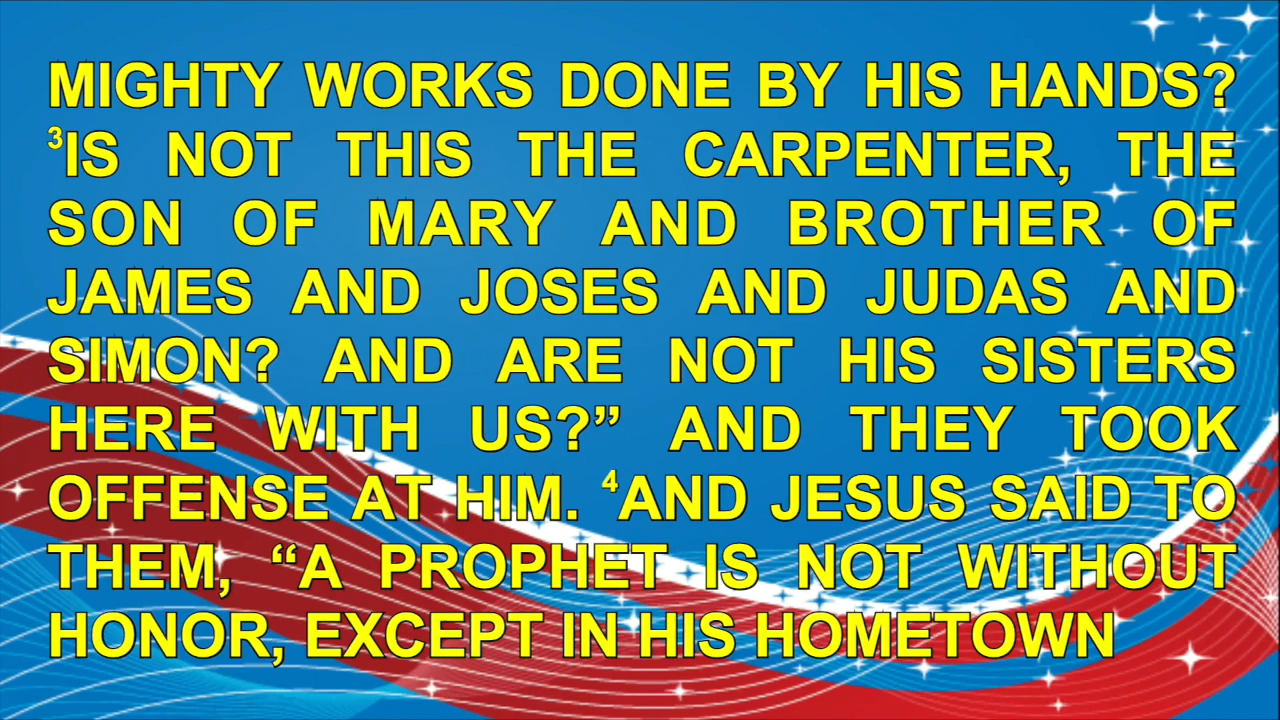 MIGHTY WORKS DONE BY HIS HANDS?
³IS NOT THIS THE CARPENTER, THE
SON OF MARY AND BROTHER OF
JAMES AND JOSES AND JUDAS AND
SIMON? AND ARE NOT HIS SISTERS
HERE WITH US?” AND THEY TOOK
OFFENSE AT HIM. ⁴AND JESUS SAID TO
THEM, “A PROPHET IS NOT WITHOUT
HONOR, EXCEPT IN HIS HOMETOWN